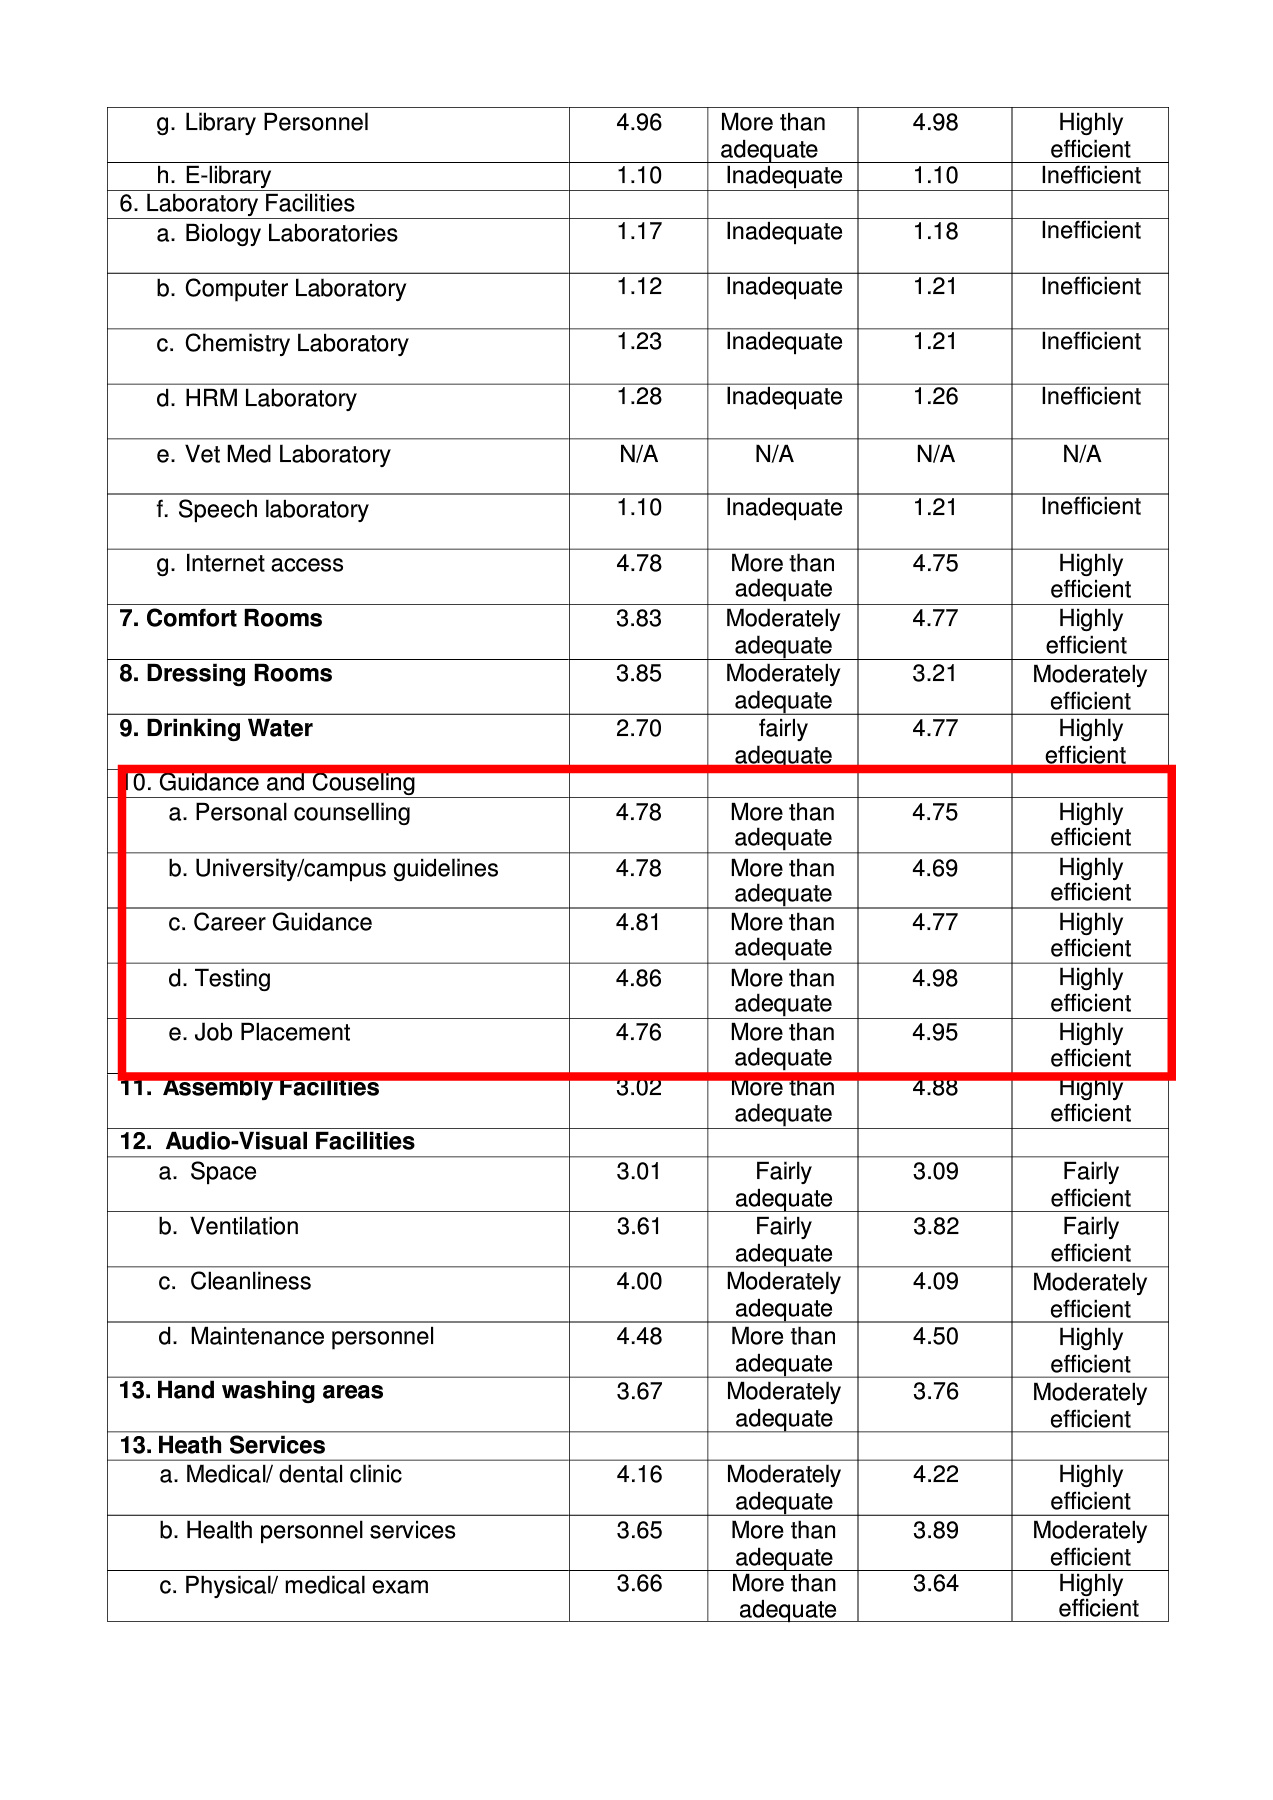 g. Library Personnel 4.96 More than adequate 4.98 Highly efficient
h. E-library 1.10 Inadequate 1.10 Inefficient
6. Laboratory Facilities
a. Biology Laboratories 1.17 Inadequate 1.18 Inefficient
b. Computer Laboratory 1.12 Inadequate 1.21 Inefficient
c. Chemistry Laboratory 1.23 Inadequate 1.21 Inefficient
d. HRM Laboratory 1.28 Inadequate 1.26 Inefficient
e. Vet Med Laboratory N/A N/A N/A N/A
f. Speech laboratory 1.10 Inadequate 1.21 Inefficient
g. Internet access 4.78 More than adequate 4.75 Highly efficient
7. Comfort Rooms 3.83 Moderately adequate 4.77 Highly efficient
8. Dressing Rooms 3.85 Moderately adequate 3.21 Moderately efficient
9. Drinking Water 2.70 fairly adequate 4.77 Highly efficient
10. Guidance and Couseling
a. Personal counselling 4.78 More than adequate 4.75 Highly efficient
b. University/campus guidelines 4.78 More than adequate 4.69 Highly efficient
c. Career Guidance 4.81 More than adequate 4.77 Highly efficient
d. Testing 4.86 More than adequate 4.98 Highly efficient
e. Job Placement 4.76 More than adequate 4.95 Highly efficient
11. Assembly Facilities 3.02 More than adequate 4.88 Highly efficient
12. Audio-Visual Facilities
a. Space 3.01 Fairly adequate 3.09 Fairly efficient
b. Ventilation 3.61 Fairly adequate 3.82 Fairly efficient
c. Cleanliness 4.00 Moderately adequate 4.09 Moderately efficient
d. Maintenance personnel 4.48 More than adequate 4.50 Highly efficient
13. Hand washing areas 3.67 Moderately adequate 3.76 Moderately efficient
13. Heath Services
a. Medical/ dental clinic 4.16 Moderately adequate 4.22 Highly efficient
b. Health personnel services 3.65 More than adequate 3.89 Moderately efficient
c. Physical/ medical exam 3.66 More than adequate 3.64 Highly efficient